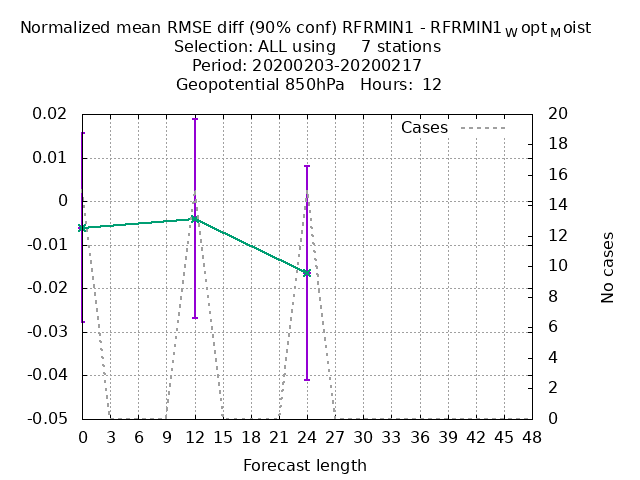 Normalized mean RMSE diff (90% conf) RFRMIN1 - RFRMIN1WoptMoist
Selection: ALL using 7 stations
Period: 20200203-20200217
Geopotential 850hPa Hours: 12
Cases
0.02
0.01
0
-0.01
-0.02
-0.03
-0.04
-0.05
20
18
16
14
12
10
8
6
4
2
0
No cases
0 3 6 9 12 15 18 21 24 27 30 33 36 39 42 45 48
Forecast length